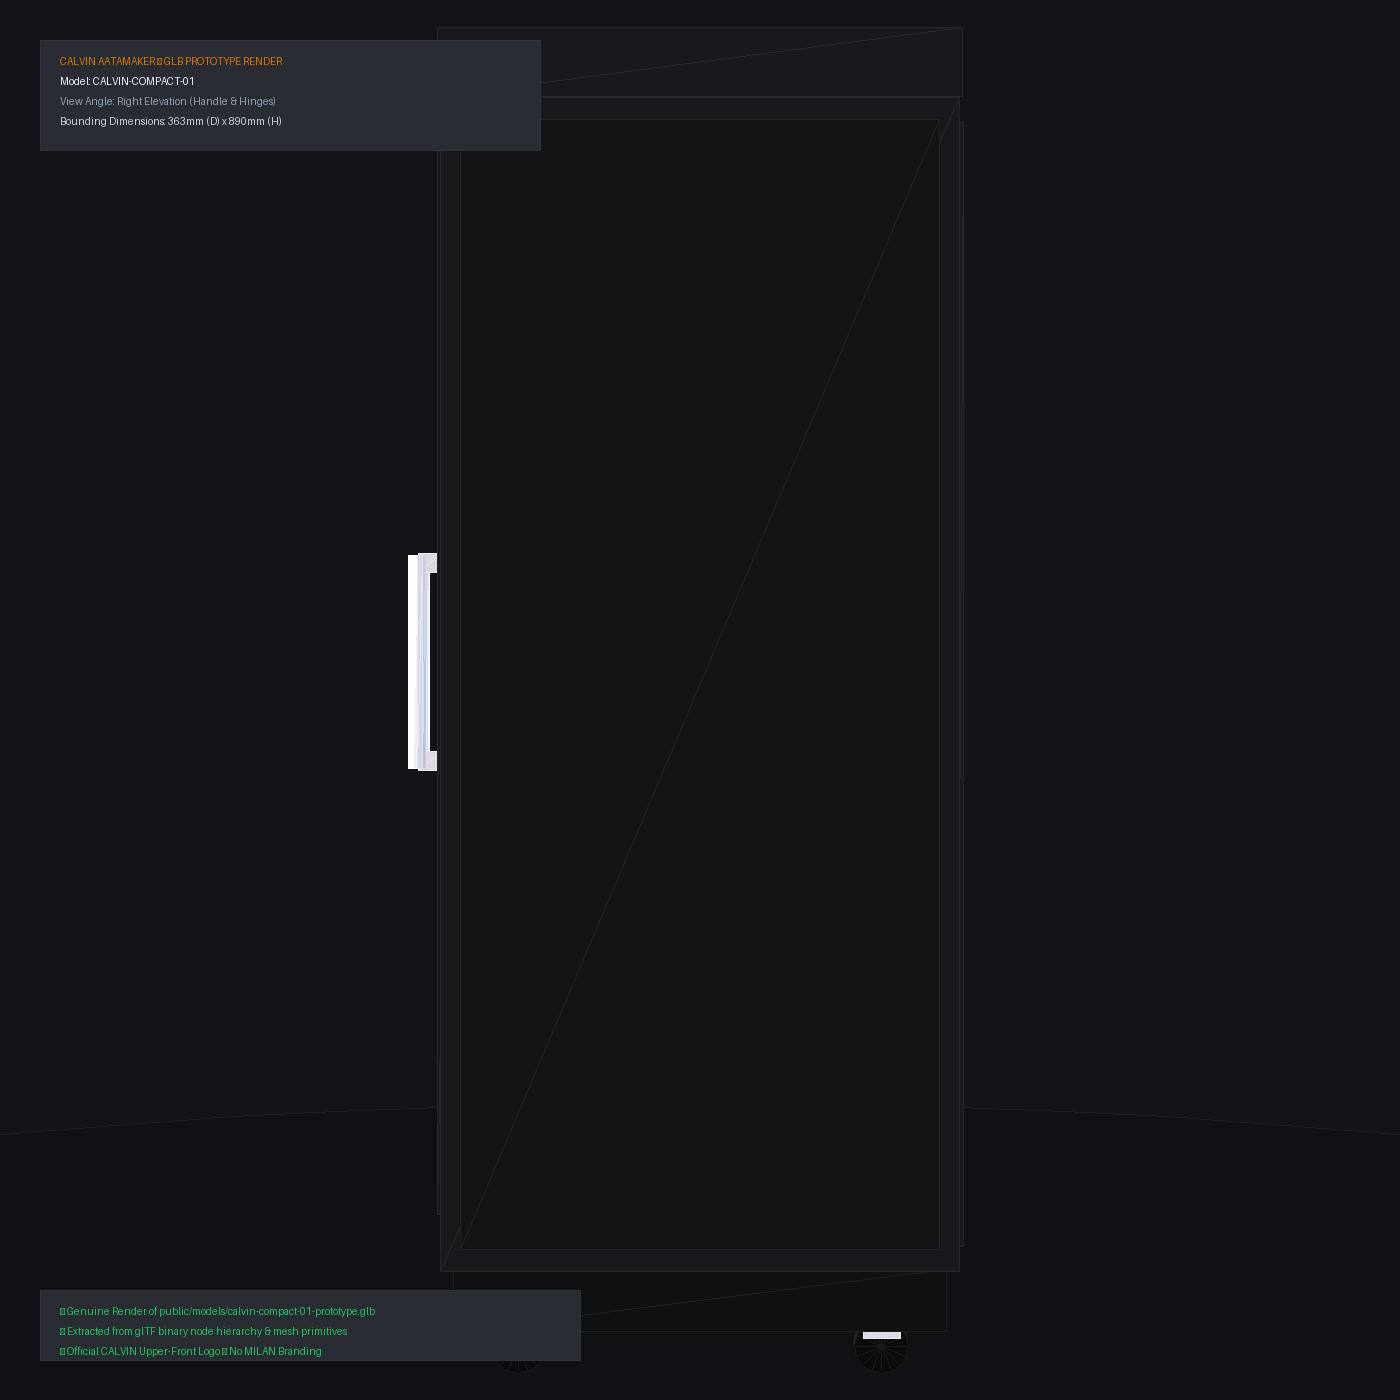 CALVIN AATAMAKER▯GLB PROTOTYPE RENDER
Model: CALVIN-COMPACT-01
View Angle: Right Elevation (Handle & Hinges)
Bounding Dimensions: 363mm (D) x 890mm (H)
▯Genuine Render of public/models/calvin-compact-01-prototype.glb
▯Extracted from glTF binary node hierarchy & mesh primitives
▯Official CALVIN Upper-Front Logo▯No MILAN Branding